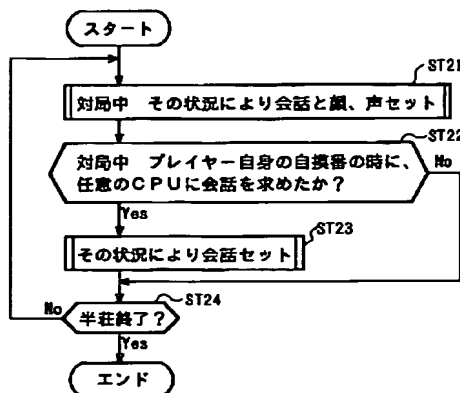 スタート
ST21
対局中 その状況により会話と顔、声セット
ST22
対局中 プレイヤー自身の自摸番の時に、
任意のCPUに会話を求めたか?
No
Yes
ST23
その状況により会話セット
ST24
No
半荘終了?
Yes
エンド